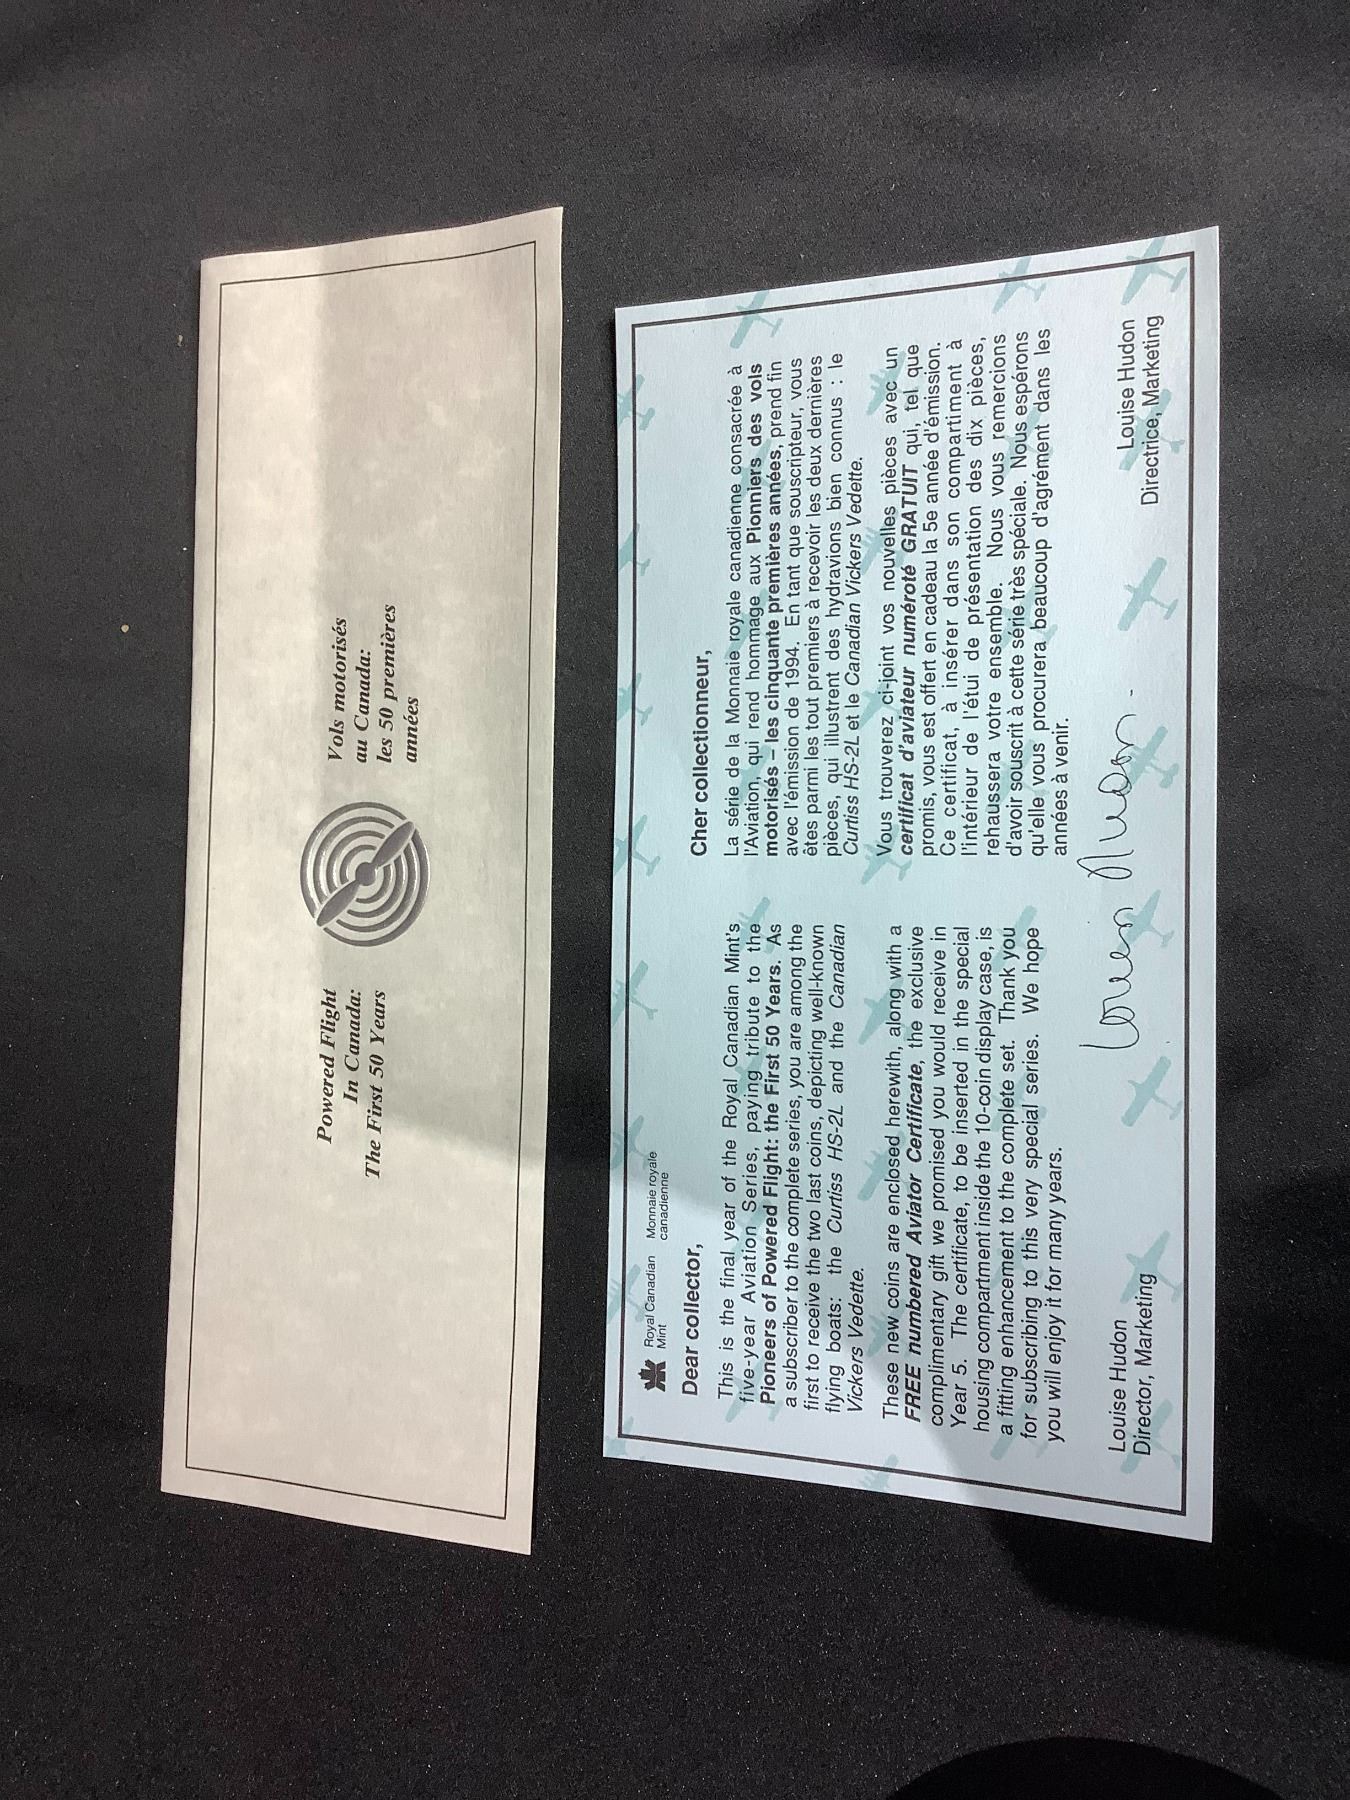 Powered Flight
In Canada:
The First 50 Years
Vols motorisés
au Canada:
les 50 premières
années
Royal Canadian
Mint
Monnaie royale
canadienne
Dear collector,
This is the final year of the Royal Canadian Mint's
five-year Aviation Series, paying tribute to the
Pioneers of Powered Flight: the First 50 Years. As
a subscriber to the complete series, you are among the
first to receive the two last coins, depicting well-known
flying boats: the Curtiss HS-2L and the Canadian
Vickers Vedette.
These new coins are enclosed herewith, along with a
FREE numbered Aviator Certificate, the exclusive
complimentary gift we promised you would receive in
Year 5. The certificate, to be inserted in the special
housing compartment inside the 10-coin display case, is
a fitting enhancement to the complete set. Thank you
for subscribing to this very special series. We hope
you will enjoy it for many years.
Louise Hudon
Director, Marketing
Cher collectionneur,
La série de la Monnaie royale canadienne consacrée à
l'Aviation, qui rend hommage aux Pionniers des vols
motorisés – les cinquante premières années, prend fin
avec l'émission de 1994. En tant que souscripteur, vous
êtes parmi les tout premiers à recevoir les deux dernières
pièces, qui illustrent des hydravions bien connus : le
Curtiss HS-2L et le Canadian Vickers Vedette.
Vous trouverez ci-joint vos nouvelles pièces avec un
certificat d'aviateur numéroté GRATUIT qui, tel que
promis, vous est offert en cadeau la 5e année d'émission.
Ce certificat, à insérer dans son compartiment à
l'intérieur de l'étui de présentation des dix pièces,
rehaussera votre ensemble. Nous vous remercions
d'avoir souscrit à cette série très spéciale. Nous espérons
qu'elle vous procurera beaucoup d'agrément dans les
années à venir.
Louise Hudon
Louise Hudon
Directrice, Marketing